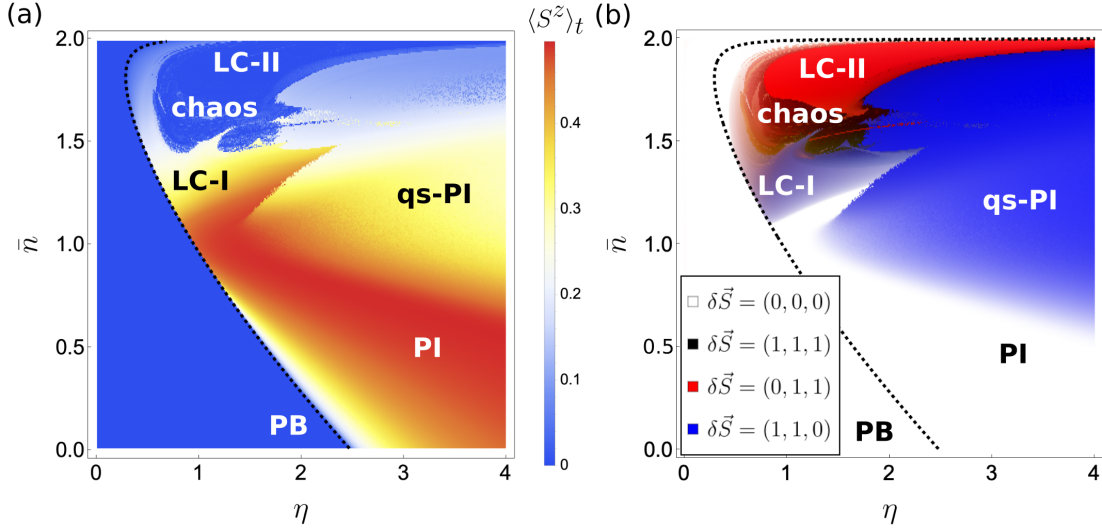 (a)
⟨S^z⟩_t
2.0
1.5
1.0
0.5
0.0
n̄
0
1
2
3
4
η
LC-II
chaos
LC-I
qs-PI
PI
PB
0.4
0.3
0.2
0.1
0
(b)
2.0
1.5
1.0
0.5
0.0
n̄
0
1
2
3
4
η
LC-II
chaos
LC-I
qs-PI
PI
PB
δS⃗ = (0, 0, 0)
δS⃗ = (1, 1, 1)
δS⃗ = (0, 1, 1)
δS⃗ = (1, 1, 0)